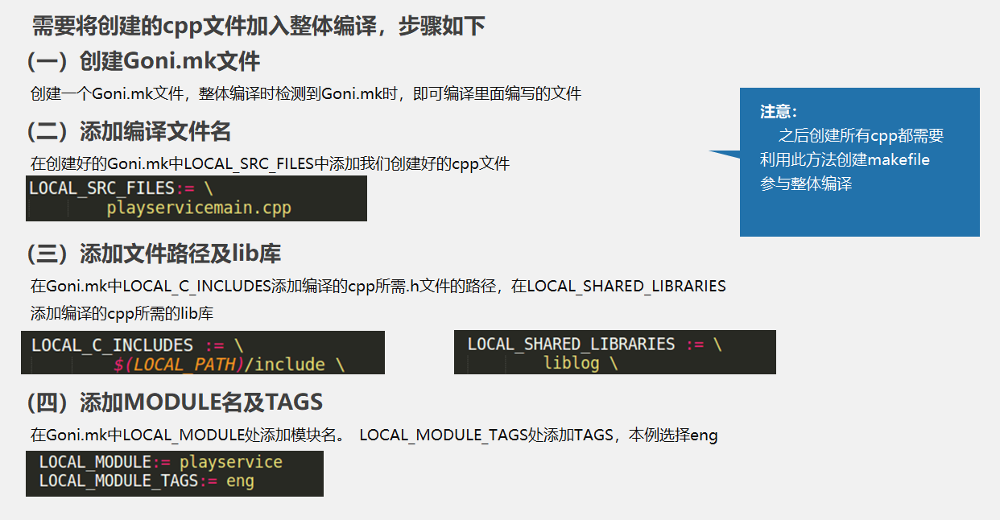 需要将创建的cpp文件加入整体编译，步骤如下
（一）创建Goni.mk文件
创建一个Goni.mk文件，整体编译时检测到Goni.mk时，即可编译里面编写的文件
（二）添加编译文件名
在创建好的Goni.mk中LOCAL_SRC_FILES中添加我们创建好的cpp文件
LOCAL_SRC_FILES:= \
playservicemain.cpp
注意：
之后创建所有cpp都需要
利用此方法创建makefile
参与整体编译
（三）添加文件路径及lib库
在Goni.mk中LOCAL_C_INCLUDES添加编译的cpp所需.h文件的路径，在LOCAL_SHARED_LIBRARIES
添加编译的cpp所需的lib库
LOCAL_C_INCLUDES := \
$(LOCAL_PATH)/include \
LOCAL_SHARED_LIBRARIES := \
liblog \
（四）添加MODULE名及TAGS
在Goni.mk中LOCAL_MODULE处添加模块名。 LOCAL_MODULE_TAGS处添加TAGS，本例选择eng
LOCAL_MODULE:= playservice
LOCAL_MODULE_TAGS:= eng